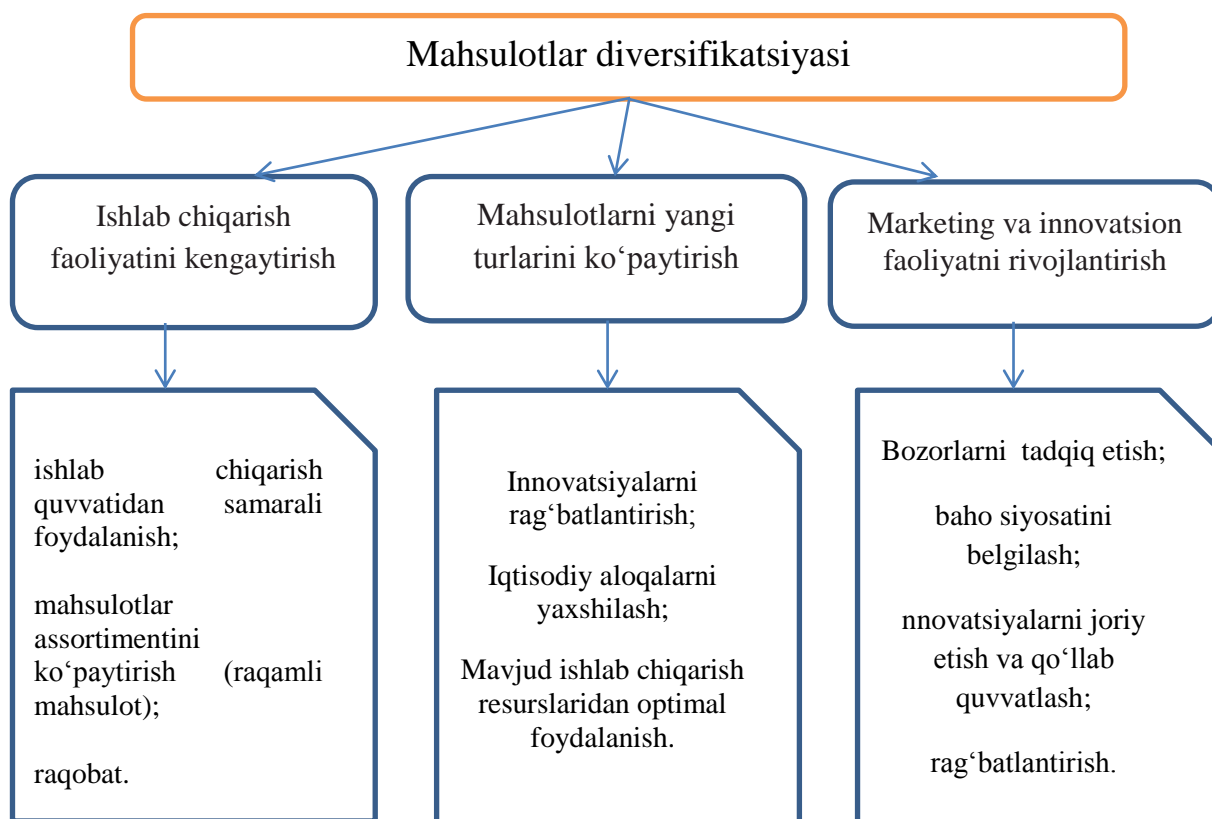 Mahsulotlar diversifikatsiyasi
Ishlab chiqarish
faoliyatini kengaytirish
Mahsulotlarni yangi
turlarini ko‘paytirish
Marketing va innovatsion
faoliyatni rivojlantirish
ishlab chiqarish
quvvatidan samarali
foydalanish;
mahsulotlar
assortimentini
ko‘paytirish (raqamli
mahsulot);
raqobat.
Innovatsiyalarni
rag‘batlantirish;
Iqtisodiy aloqalarni
yaxshilash;
Mavjud ishlab chiqarish
resurslaridan optimal
foydalanish.
Bozorlarni tadqiq etish;
baho siyosatini
belgilash;
nnovatsiyalarni joriy
etish va qo‘llab
quvvatlash;
rag‘batlantirish.